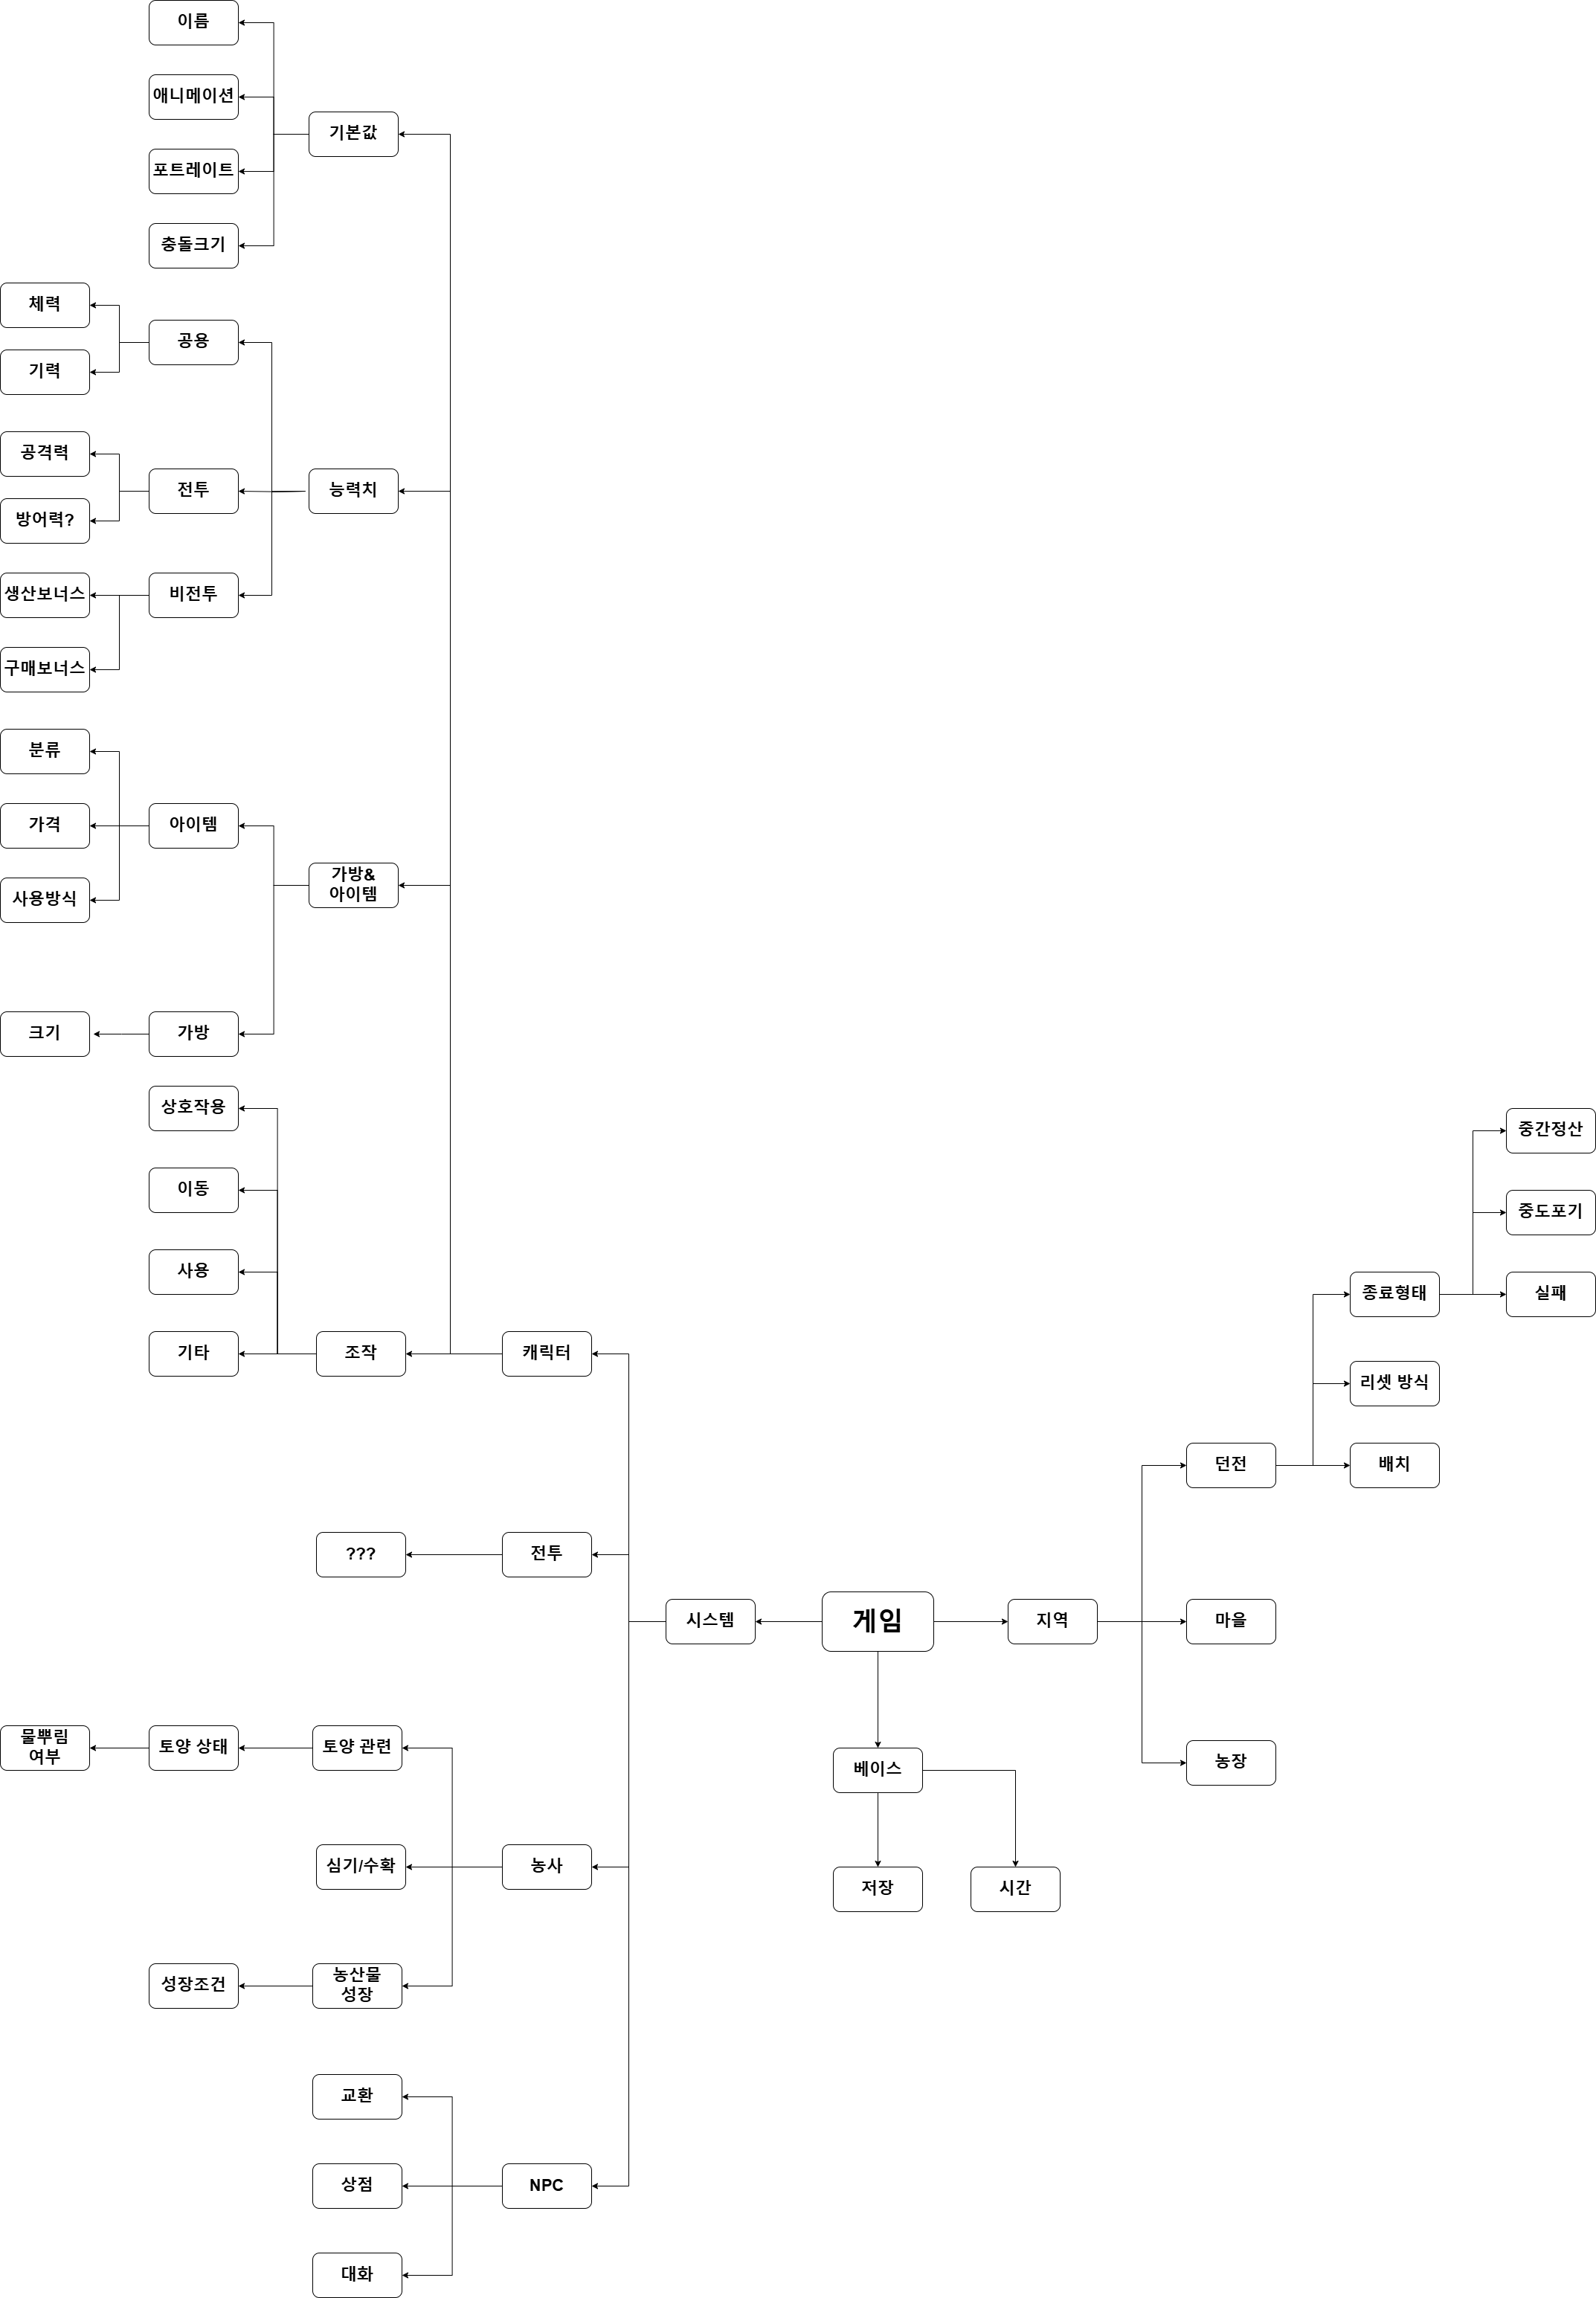 이름
애니메이션
기본값
포트레이트
충돌크기
체력
공용
기력
공격력
전투
능력치
방어력?
생산보너스
비전투
구매보너스
분류
가격
아이템
가방&
아이템
사용방식
크기
가방
상호작용
중간정산
이동
중도포기
사용
종료형태
실패
기타
조작
캐릭터
리셋 방식
던전
배치
???
전투
시스템
게임
지역
마을
물뿌림
여부
토양 상태
토양 관련
베이스
농장
심기/수확
농사
저장
시간
성장조건
농산물
성장
교환
상점
NPC
대화